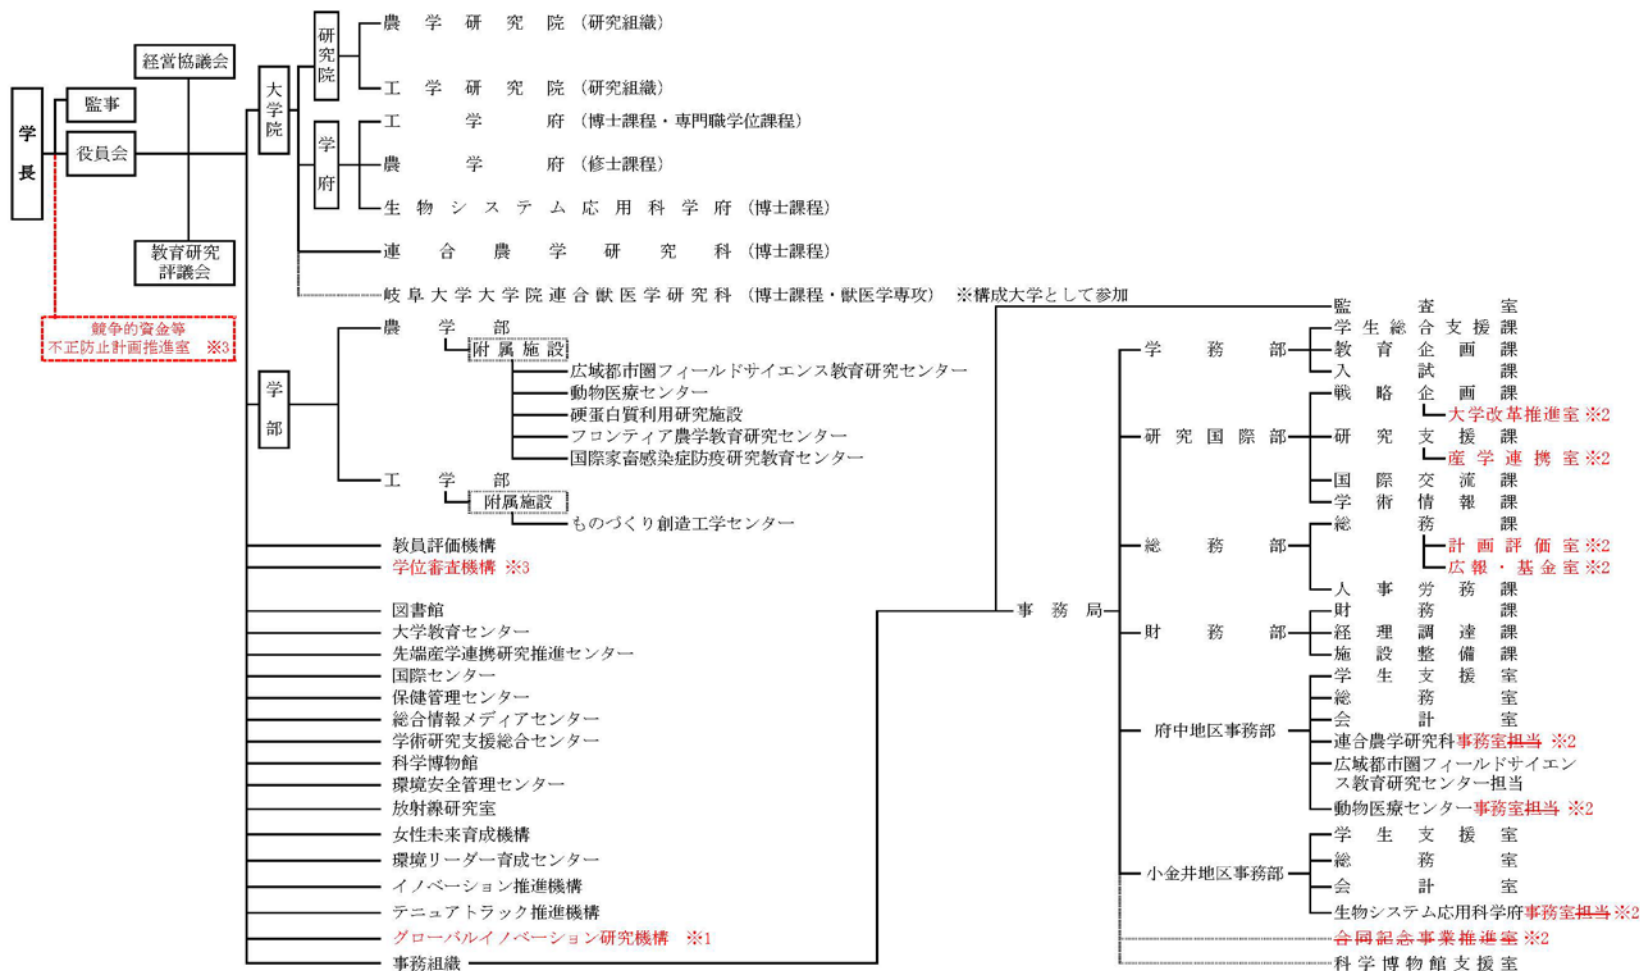 学長
監事
役員会
経営協議会
教育研究
評議会
競争的資金等
不正防止計画推進室 ※3
大学院
研究院
農学研究院(研究組織)
工学研究院(研究組織)
学府
工学府(博士課程・専門職学位課程)
農学府(修士課程)
生物システム応用科学府(博士課程)
連合農学研究科(博士課程)
岐阜大学大学院連合獣医学研究科(博士課程・獣医学専攻) ※構成大学として参加
学部
農学部
附属施設
広域都市圏フィールドサイエンス教育研究センター
動物医療センター
硬蛋白質利用研究施設
フロンティア農学教育研究センター
国際家畜感染症防疫研究教育センター
工学部
附属施設
ものづくり創造工学センター
教員評価機構
学位審査機構 ※3
図書館
大学教育センター
先端産学連携研究推進センター
国際センター
保健管理センター
総合情報メディアセンター
学術研究支援総合センター
科学博物館
環境安全管理センター
放射線研究室
女性未来育成機構
環境リーダー育成センター
イノベーション推進機構
テニュアトラック推進機構
グローバルイノベーション研究機構 ※1
事務組織
事務局
監査室
学務部
学生総合支援課
教育企画課
入試課
研究国際部
戦略企画課
大学改革推進室 ※2
研究支援課
産学連携室 ※2
国際交流課
学術情報課
総務部
総務課
計画評価室 ※2
広報・基金室 ※2
人事労務課
財務部
財務課
経理調達課
施設整備課
府中地区事務部
学生支援室
総務室
会計室
連合農学研究科事務室担当 ※2
広域都市圏フィールドサイエン
ス教育研究センター担当
動物医療センター事務室担当 ※2
小金井地区事務部
学生支援室
総務室
会計室
生物システム応用科学府事務室担当 ※2
合同記念事業推進室 ※2
科学博物館支援室